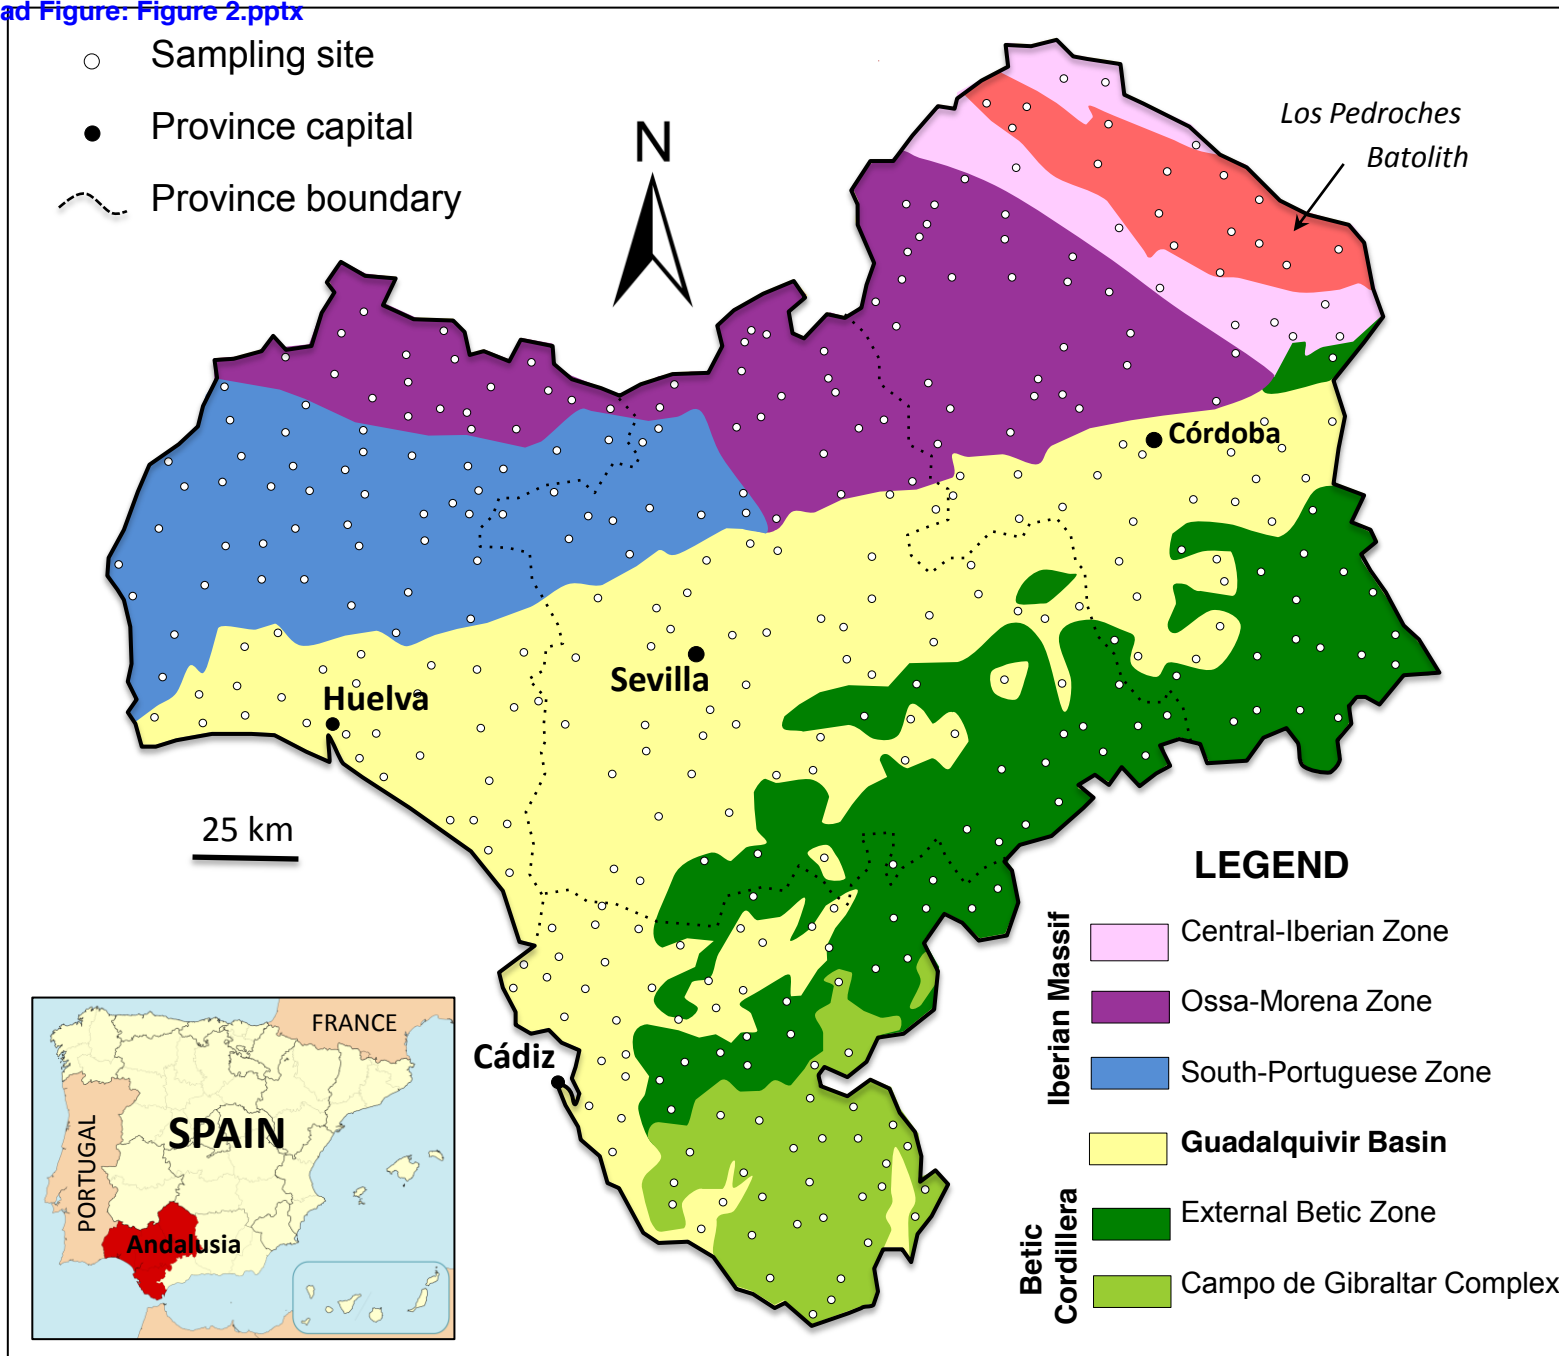 ad Figure: Figure 2.pptx
Sampling site
Province capital
Province boundary
N
Los Pedroches
Batolith
Córdoba
Sevilla
Huelva
25 km
Cádiz
LEGEND
Iberian Massif
Central-Iberian Zone
Ossa-Morena Zone
South-Portuguese Zone
Guadalquivir Basin
Betic
Cordillera
External Betic Zone
Campo de Gibraltar Complex
FRANCE
SPAIN
PORTUGAL
Andalusia